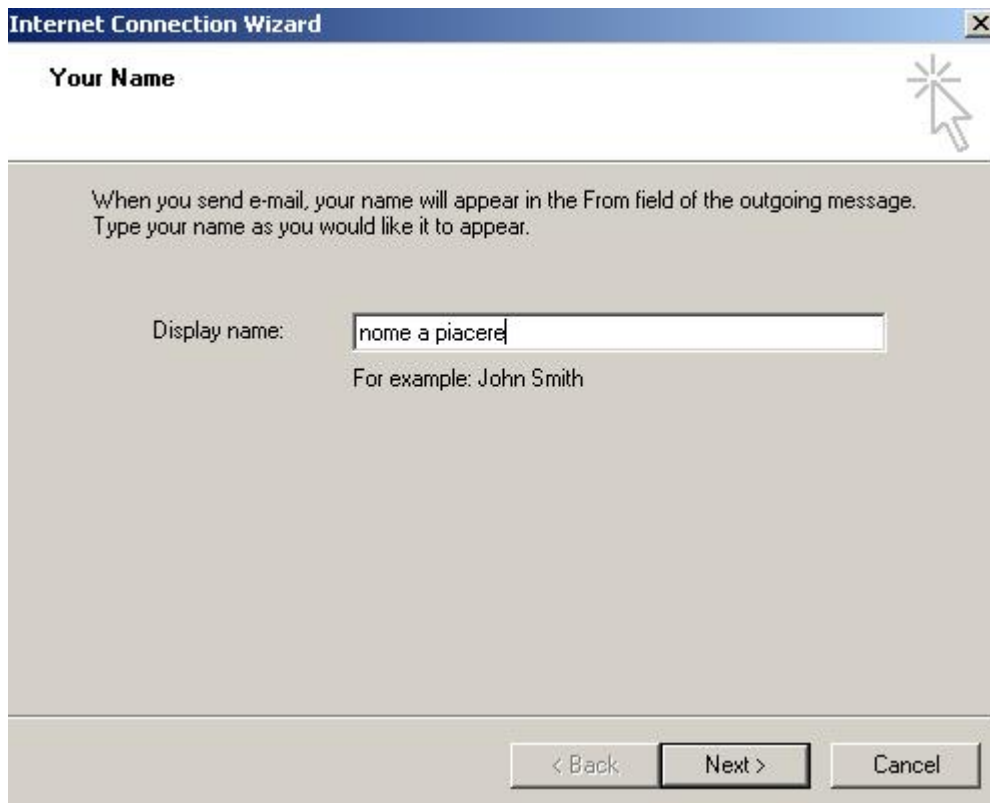 Internet Connection Wizard
Your Name
When you send e-mail, your name will appear in the From field of the outgoing message.
Type your name as you would like it to appear.
Display name: nome a piacere
For example: John Smith
< Back Next > Cancel